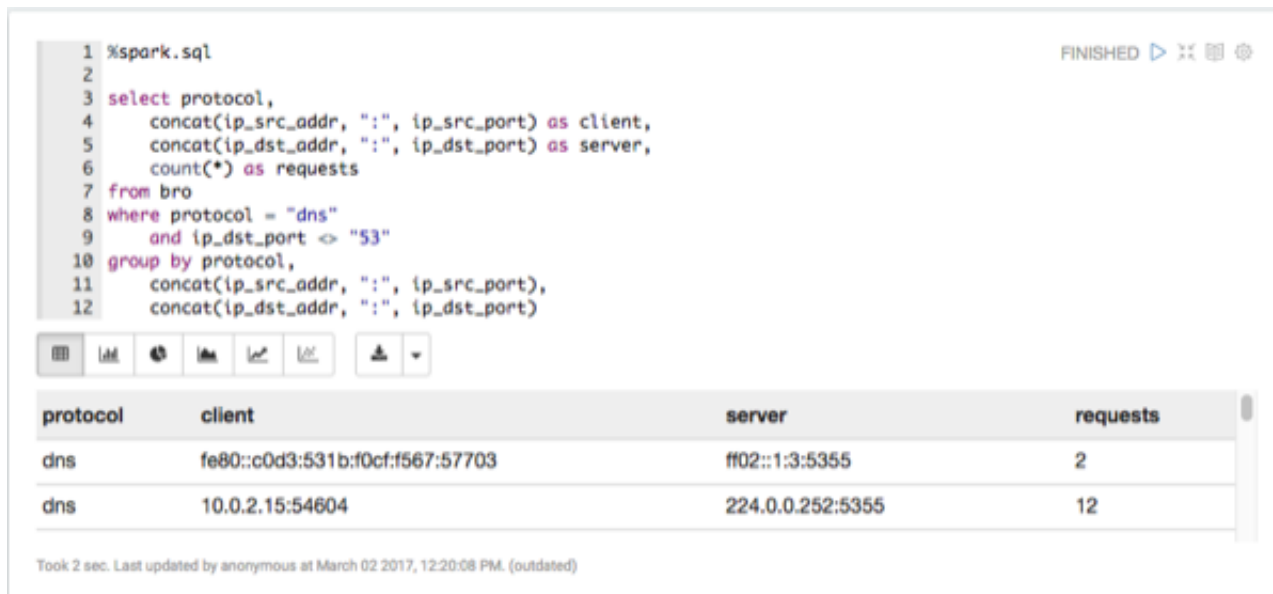 1 %spark.sql
FINISHED
2
3 select protocol,
4 concat(ip_src_addr, ":", ip_src_port) as client,
5 concat(ip_dst_addr, ":", ip_dst_port) as server,
6 count(*) as requests
7 from bro
8 where protocol = "dns"
9 and ip_dst_port <> "53"
10 group by protocol,
11 concat(ip_src_addr, ":", ip_src_port),
12 concat(ip_dst_addr, ":", ip_dst_port)
protocol client server requests
dns fe80::c0d3:531b:f0cf:f567:57703 ff02::1:3:5355 2
dns 10.0.2.15:54604 224.0.0.252:5355 12
Took 2 sec. Last updated by anonymous at March 02 2017, 12:20:08 PM. (outdated)